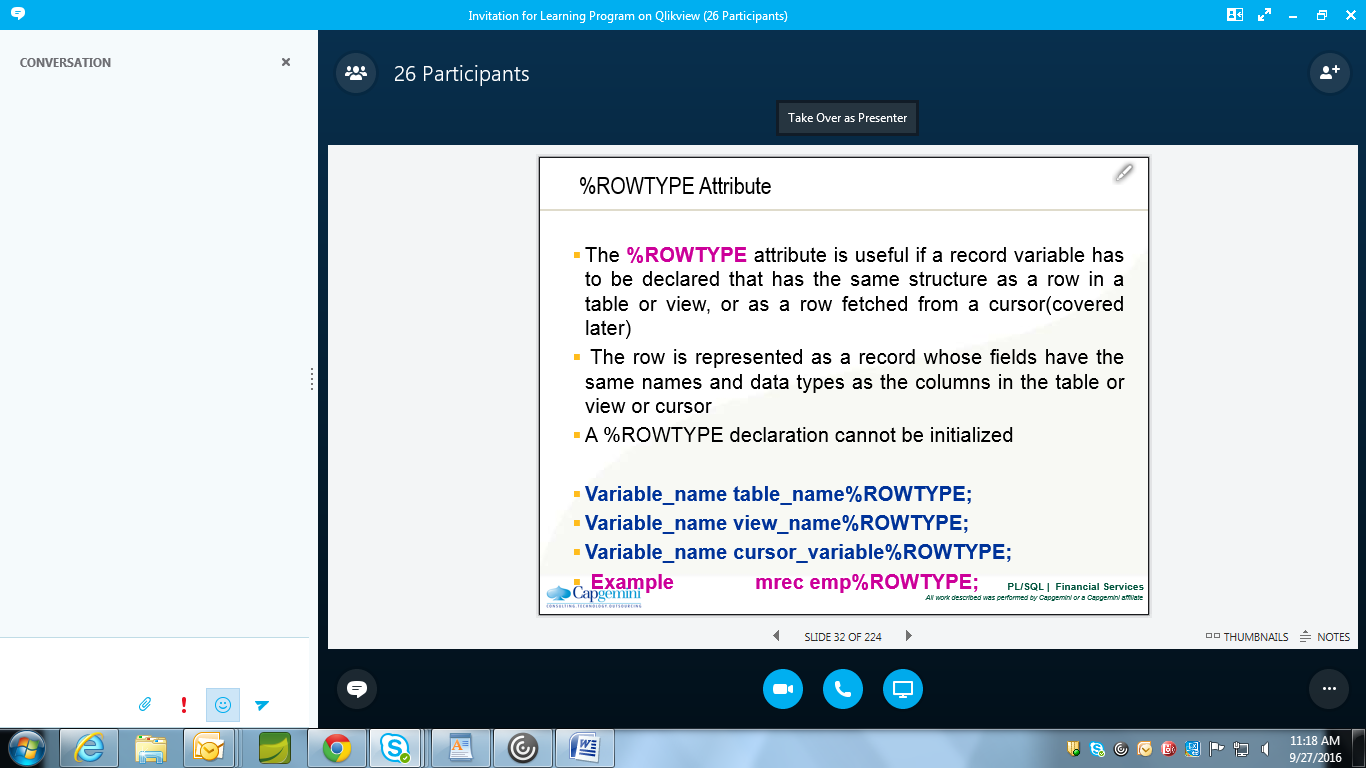 Invitation for Learning Program on Qlikview (26 Participants)
CONVERSATION
26 Participants
Take Over as Presenter
%ROWTYPE Attribute
The %ROWTYPE attribute is useful if a record variable has
to be declared that has the same structure as a row in a
table or view, or as a row fetched from a cursor(covered
later)
The row is represented as a record whose fields have the
same names and data types as the columns in the table or
view or cursor
A %ROWTYPE declaration cannot be initialized
Variable_name table_name%ROWTYPE;
Variable_name view_name%ROWTYPE;
Variable_name cursor_variable%ROWTYPE;
Example mrec emp%ROWTYPE;
Capgemini
CONSULTING.TECHNOLOGY.OUTSOURCING
PL/SQL | Financial Services
All work described was performed by Capgemini or a Capgemini affiliate
SLIDE 32 OF 224
THUMBNAILS
NOTES
11:18 AM
9/27/2016